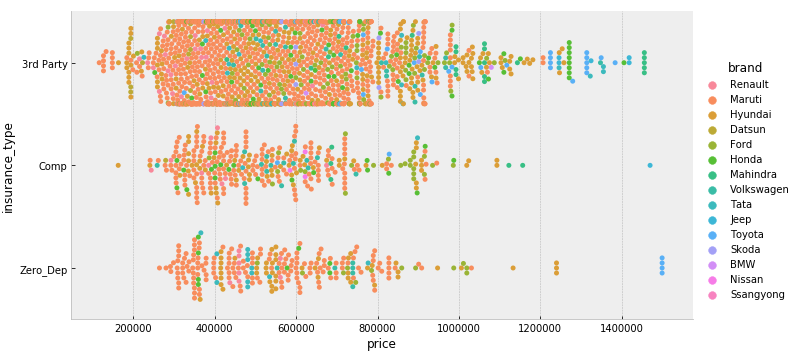 insurance_type
3rd Party
Comp
Zero_Dep
200000 400000 600000 800000 1000000 1200000 1400000
price
brand
Renault
Maruti
Hyundai
Datsun
Ford
Honda
Mahindra
Volkswagen
Tata
Jeep
Toyota
Skoda
BMW
Nissan
Ssangyong